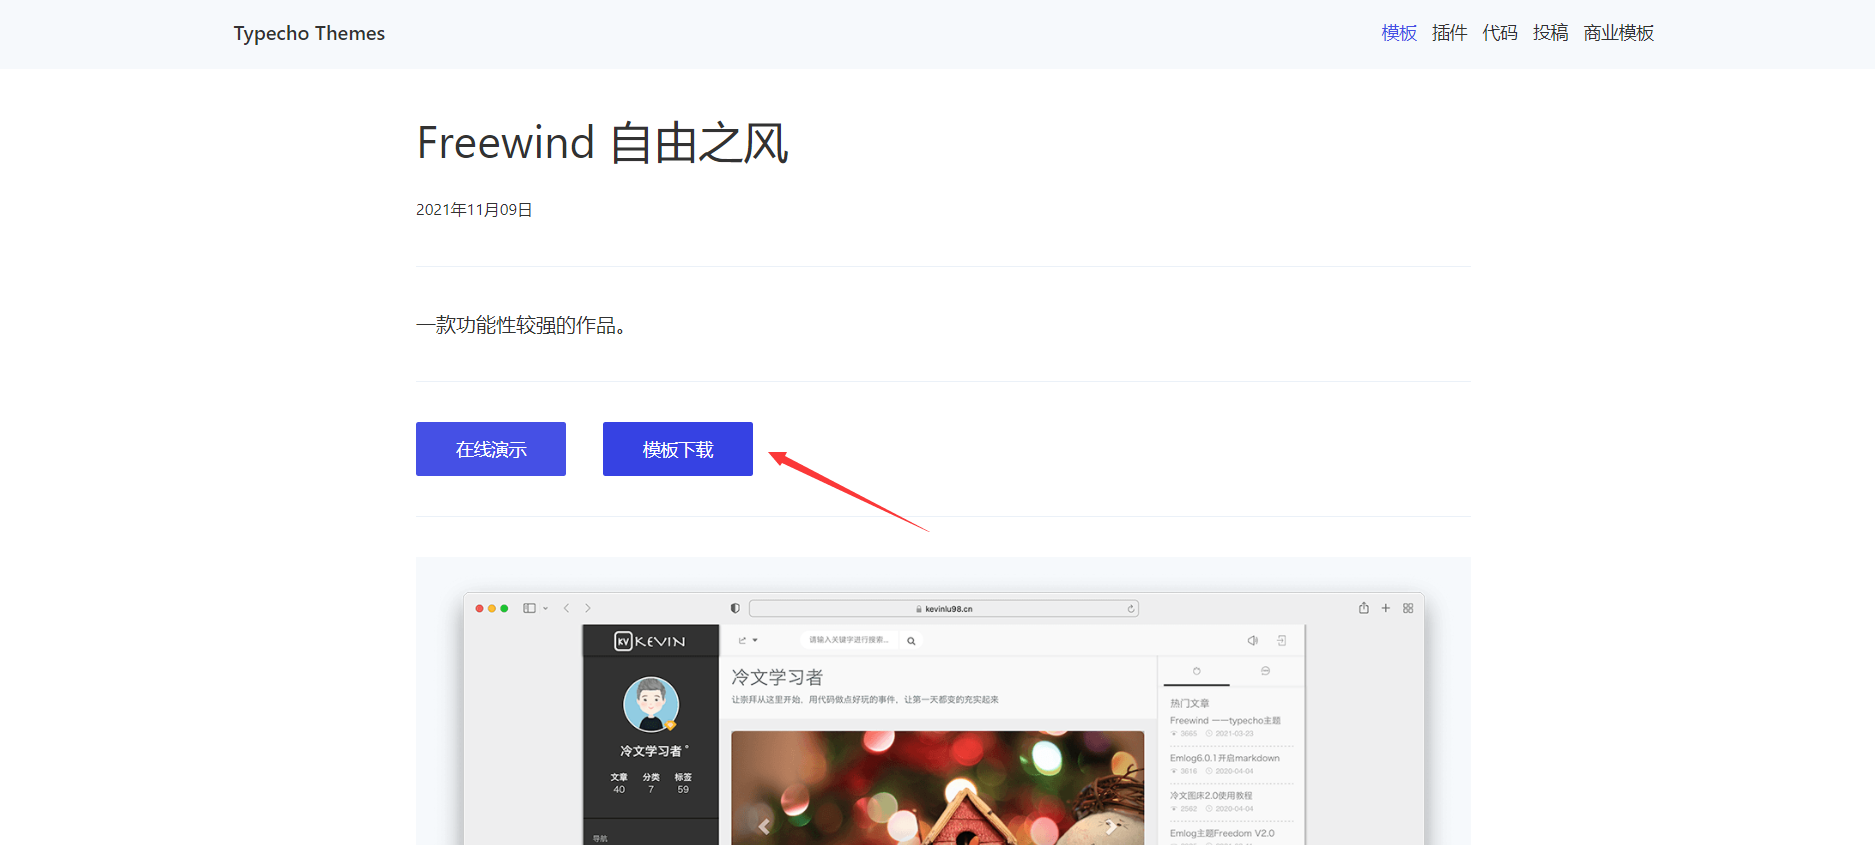 Typecho Themes
模板 插件 代码 投稿 商业模板
Freewind 自由之风
2021年11月09日
一款功能性较强的作品。
在线演示
模板下载
kevinlu98.cn
KV KEVIN
请输入关键字进行搜索...
冷文学习者
让崇拜从这里开始，用代码做点好玩的事件，让第一天都变的充实起来
冷文学习者 °
文章 分类 标签
40 7 59
导航
热门文章
Freewind 一一typecho主题
3665 2021-03-23
Emlog6.0.1开启markdown
3616 2020-04-04
冷文图床2.0使用教程
2582 2020-04-04
Emlog主题Freedom V2.0